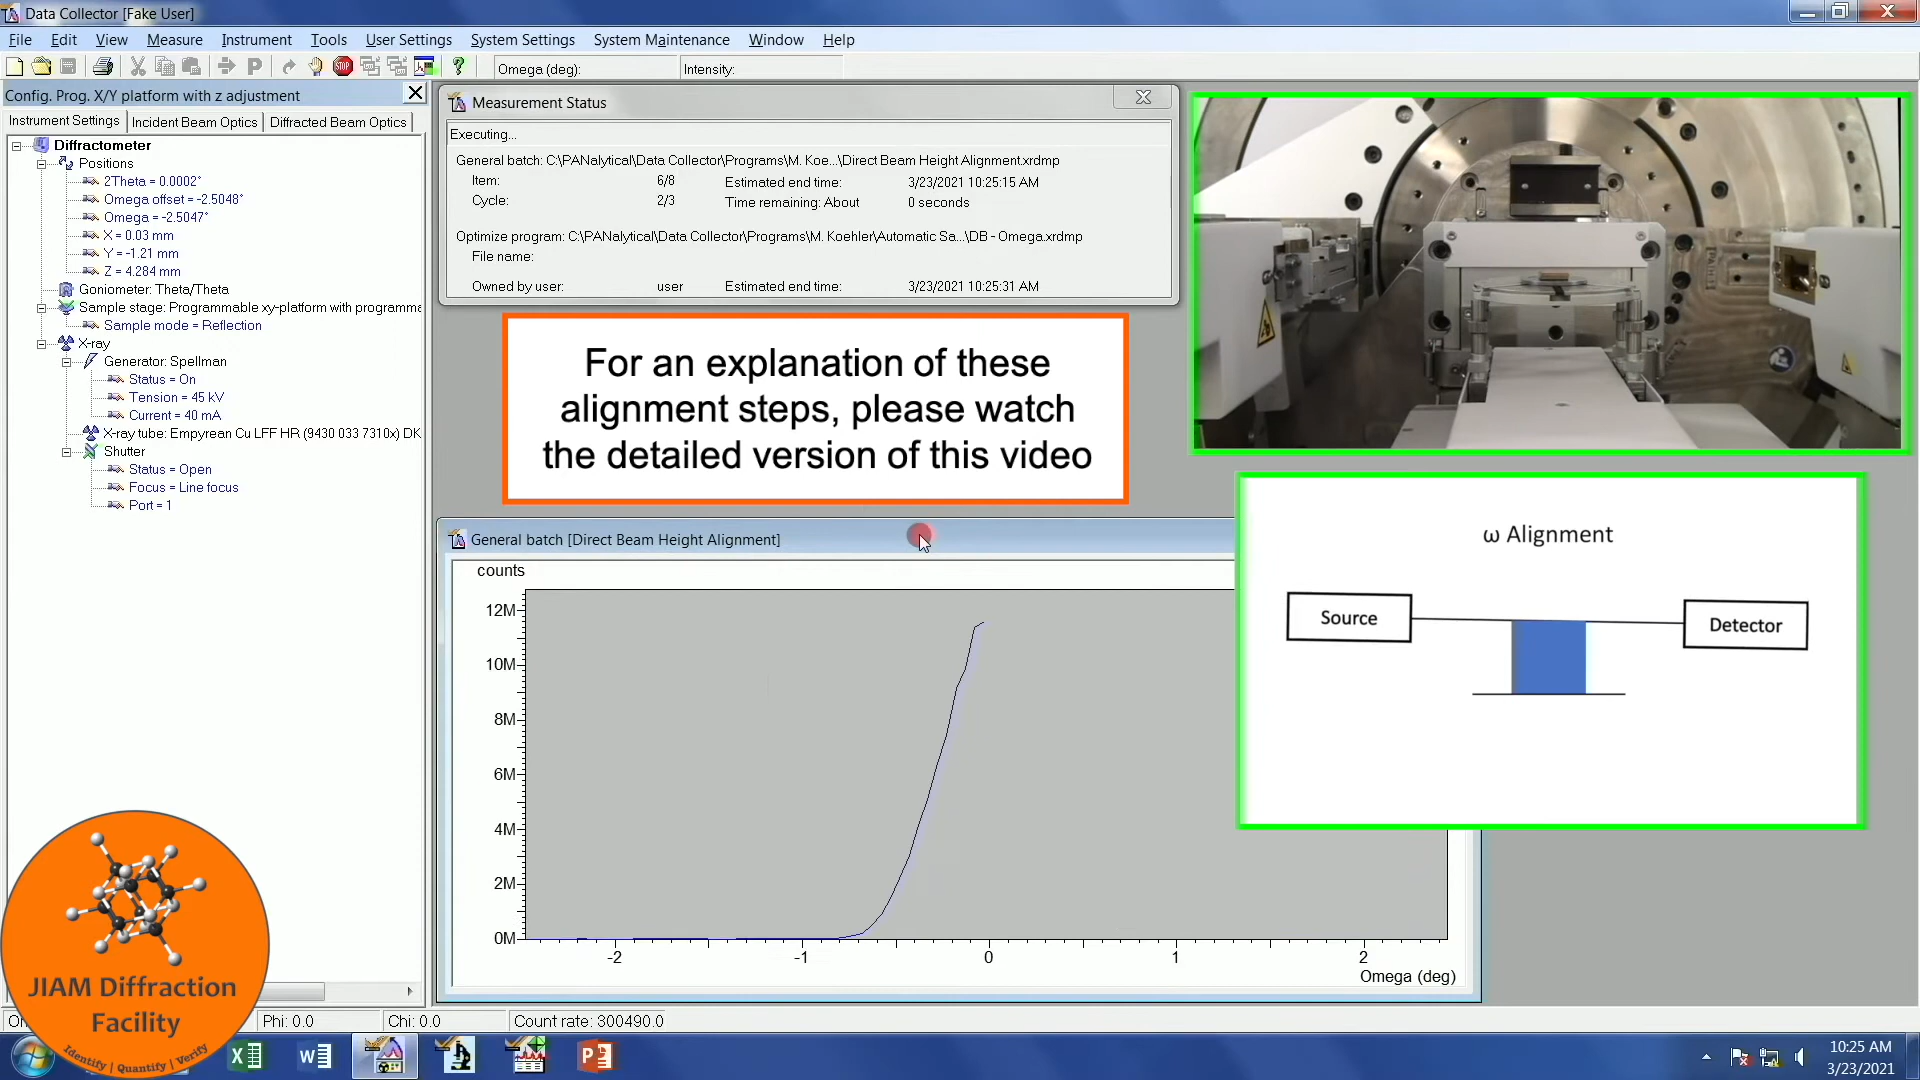 Data Collector [Fake User]
File Edit View Measure Instrument Tools User Settings System Settings System Maintenance Window Help
STOP
Omega (deg): Intensity:
Config. Prog. X/Y platform with z adjustment
Instrument Settings Incident Beam Optics Diffracted Beam Optics
Diffractometer
Positions
2Theta = 0.0002°
Omega offset = -2.5048°
Omega = -2.5047°
X = 0.03 mm
Y = -1.21 mm
Z = 4.284 mm
Goniometer: Theta/Theta
Sample stage: Programmable xy-platform with programma
Sample mode = Reflection
X-ray
Generator: Spellman
Status = On
Tension = 45 kV
Current = 40 mA
X-ray tube: Empyrean Cu LFF HR (9430 033 7310x) DK
Shutter
Status = Open
Focus = Line focus
Port = 1
Measurement Status
Executing...
General batch: C:\PANalytical\Data Collector\Programs\M. Koe...\Direct Beam Height Alignment.xrdmp
Item: 6/8 Estimated end time: 3/23/2021 10:25:15 AM
Cycle: 2/3 Time remaining: About 0 seconds
Optimize program: C:\PANalytical\Data Collector\Programs\M. Koehler\Automatic Sa...\DB - Omega.xrdmp
File name:
Owned by user: user Estimated end time: 3/23/2021 10:25:31 AM
For an explanation of these
alignment steps, please watch
the detailed version of this video
General batch [Direct Beam Height Alignment]
counts
12M
10M
8M
6M
4M
2M
0M
-2 -1 0 1 2
Omega (deg)
ω Alignment
Source
Detector
JIAM Diffraction
Facility
Identify | Quantify | Verify
Phi: 0.0 Chi: 0.0 Count rate: 300490.0
10:25 AM
3/23/2021